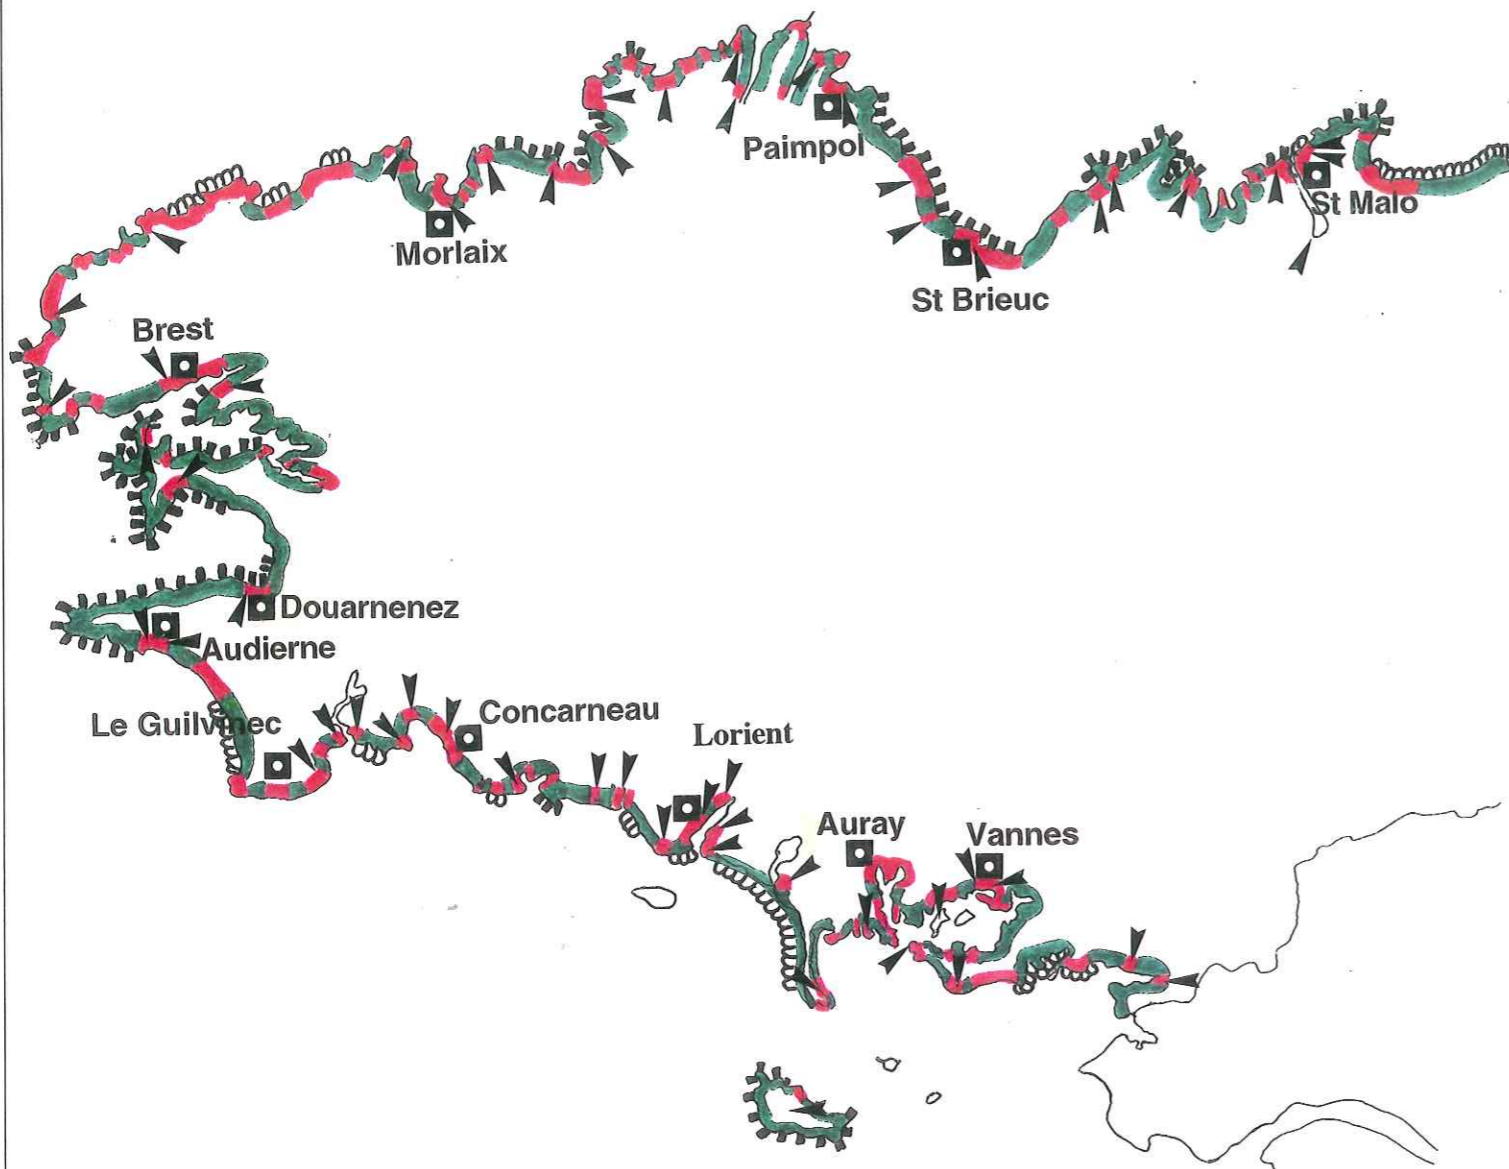 Paimpol
St Malo
Morlaix
St Brieuc
Brest
Douarnenez
Audierne
Le Guilvinec
Concarneau
Lorient
Auray
Vannes